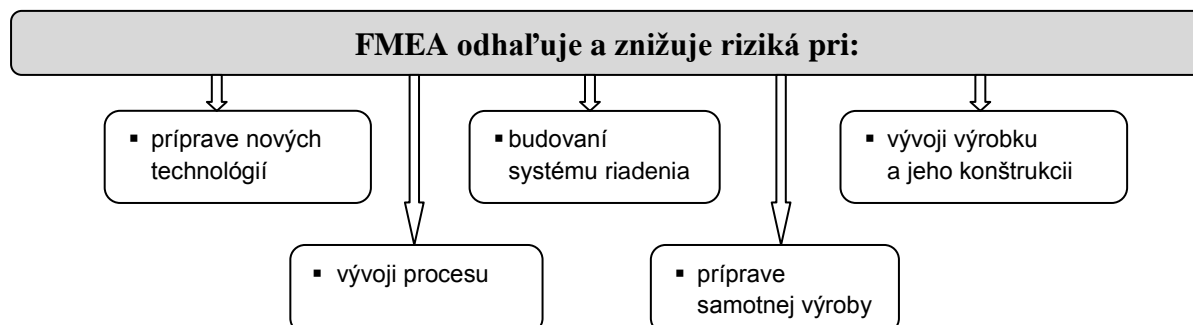 FMEA odhaľuje a znižuje riziká pri:
▪ príprave nových
technológií
▪ budovaní
systému riadenia
▪ vývoji výrobku
a jeho konštrukcii
▪ vývoji procesu
▪ príprave
samotnej výroby